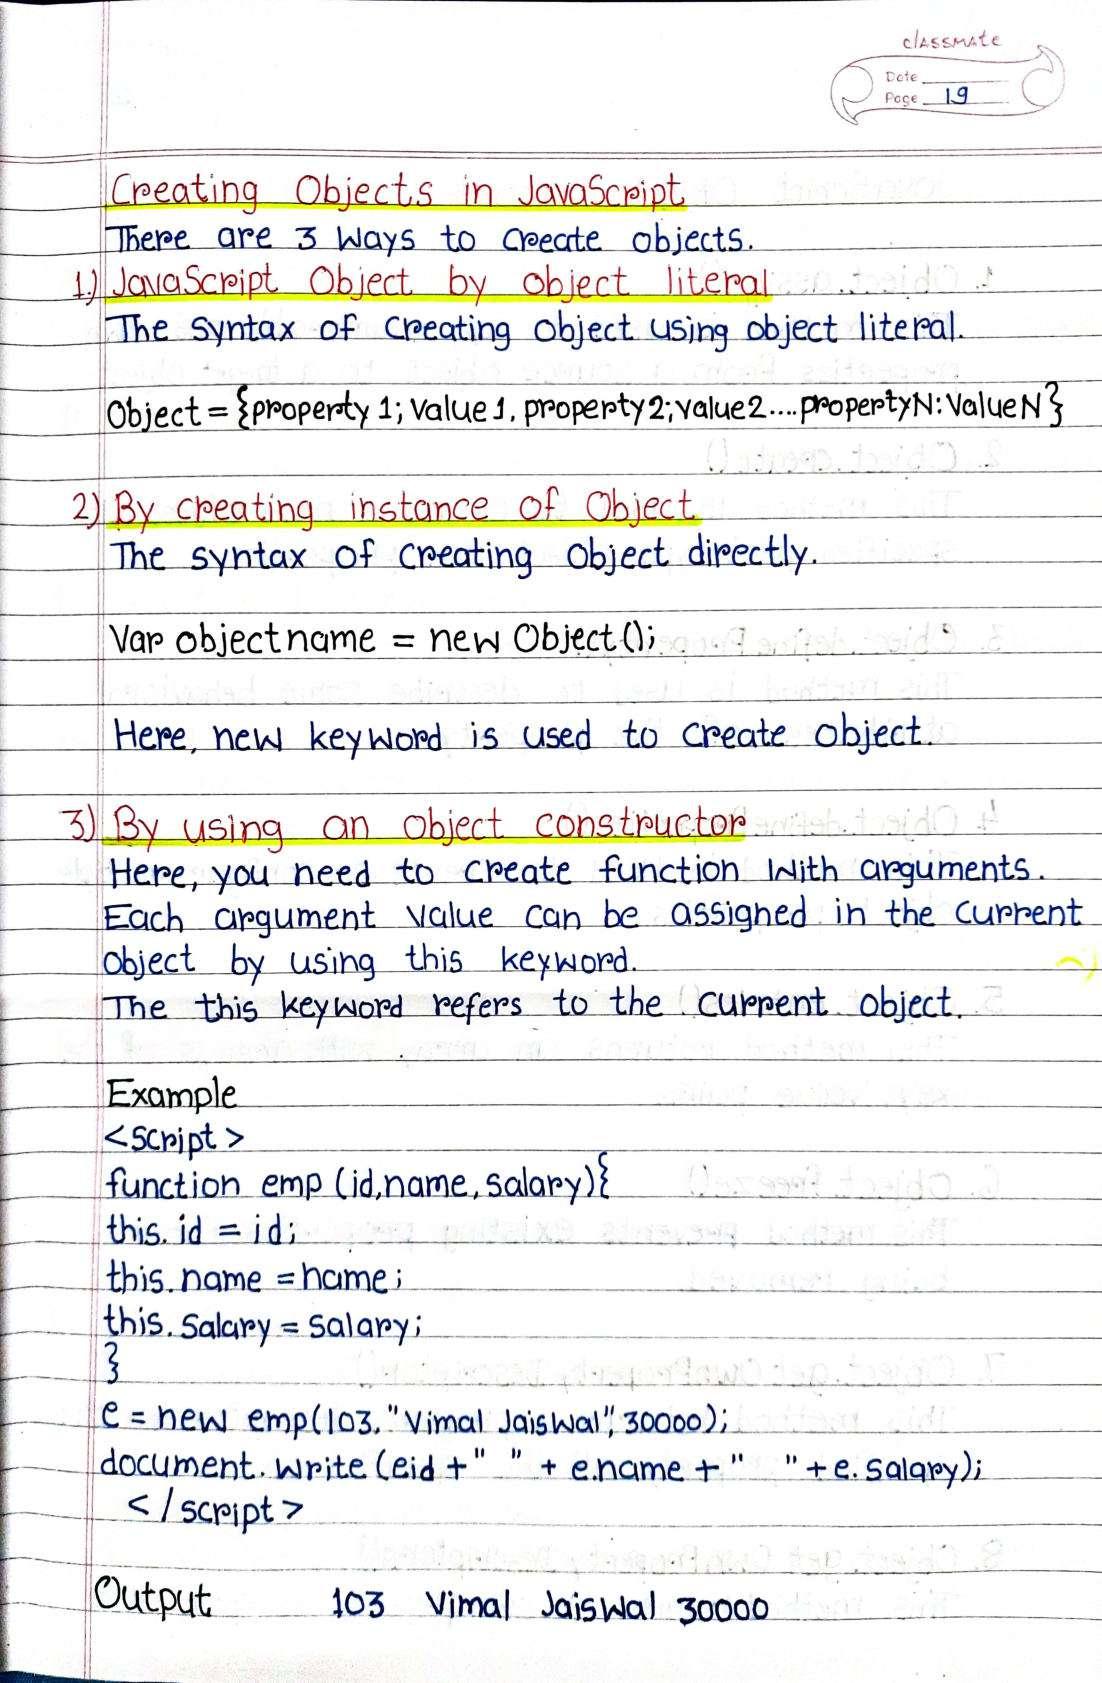 classmate
Date
Page 19
Creating Objects in JavaScript
There are 3 ways to create objects.
1.) JavaScript Object by object literal
The syntax of creating object using object literal.
Object = {property 1; value 1, property 2; value 2.... propertyN: ValueN}
2) By creating instance of Object
The syntax of creating object directly.
Var objectname = new Object();
Here, new keyword is used to create object.
3) By using an object constructor
Here, you need to create function with arguments.
Each argument value can be assigned in the current
object by using this keyword.
The this keyword refers to the current object.
Example
<script>
function emp (id,name, salary){
this. id = id;
this. name = name;
this. salary = salary;
}
e = new emp(103, "Vimal Jaiswal", 30000);
document. write (eid + " " + e.name + " " + e. salary);
</script>
Output 103 Vimal Jaiswal 30000